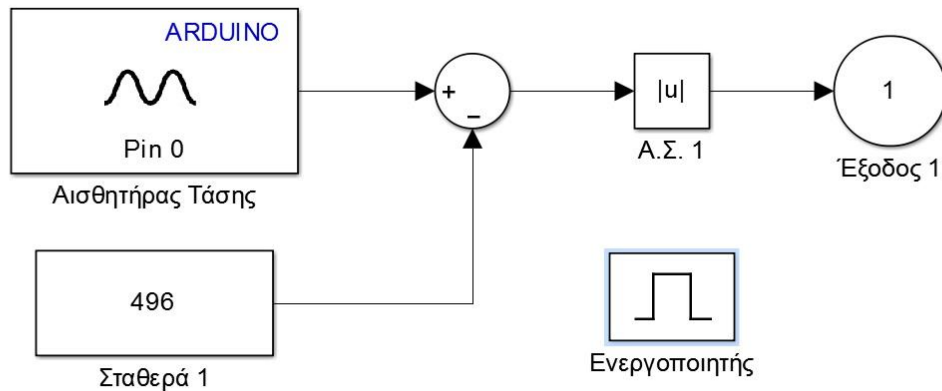 ARDUINO
Pin 0
Αισθητήρας Τάσης
+
−
|u|
Α.Σ. 1
1
Έξοδος 1
496
Σταθερά 1
Ενεργοποιητής